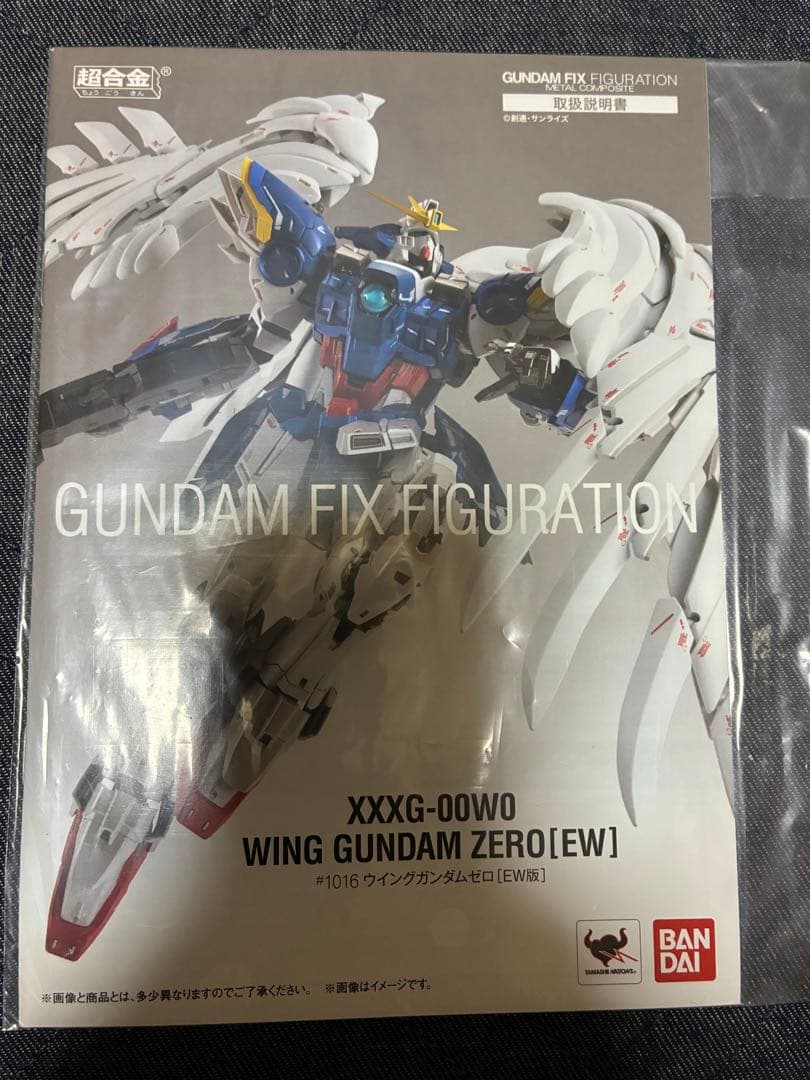 超合金®
ちょうごうきん
GUNDAM FIX FIGURATION
METAL COMPOSITE
取扱説明書
©創通・サンライズ
GUNDAM FIX FIGURATION
XXXG-00W0
WING GUNDAM ZERO[EW]
#1016 ウイングガンダムゼロ[EW版]
TAMASHII NATIONS®
BAN
DAI
※画像と商品とは、多少異なりますのでご了承ください。 ※画像はイメージです。